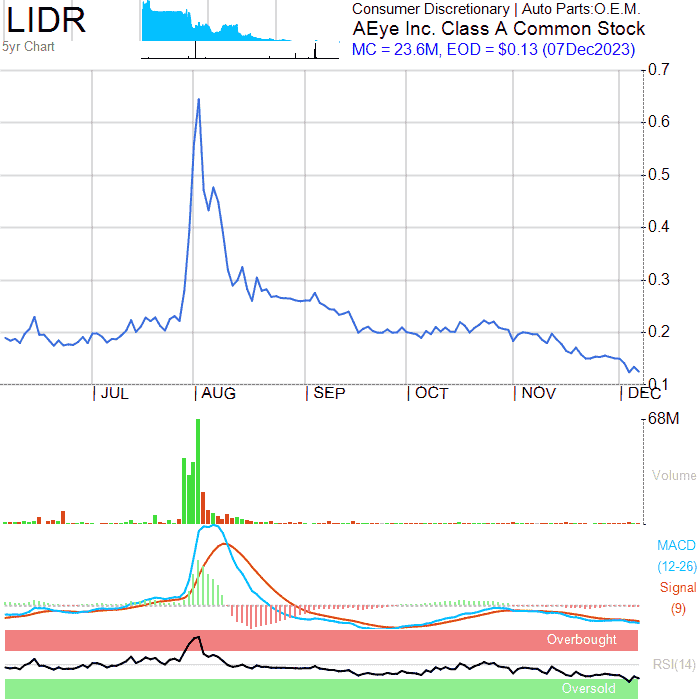 LIDR
5yr Chart
Consumer Discretionary | Auto Parts:O.E.M.
AEye Inc. Class A Common Stock
MC = 23.6M, EOD = $0.13 (07Dec2023)
0.7
0.6
0.5
0.4
0.3
0.2
0.1
JUL AUG SEP OCT NOV DEC
68M
Volume
MACD
(12-26)
Signal
(9)
Overbought
RSI(14)
Oversold